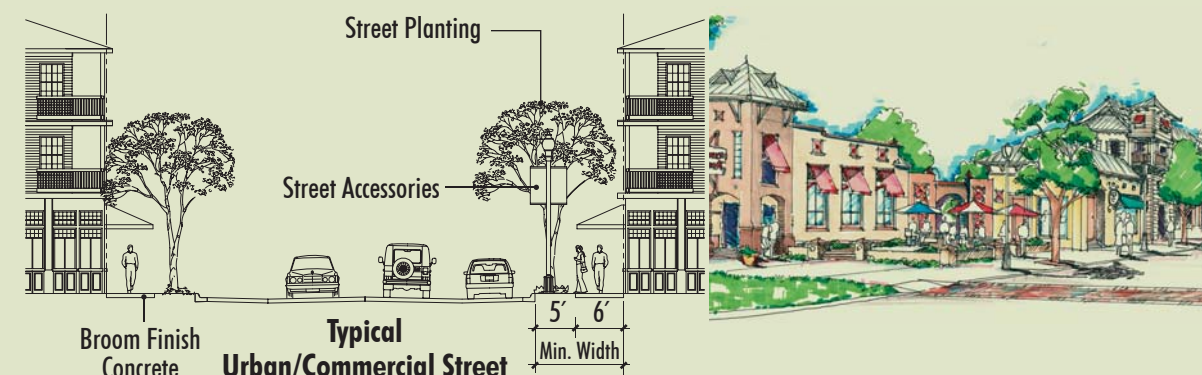 Street Planting
Street Accessories
Broom Finish
Concrete
Typical
Urban/Commercial Street
5′ 6′
Min. Width